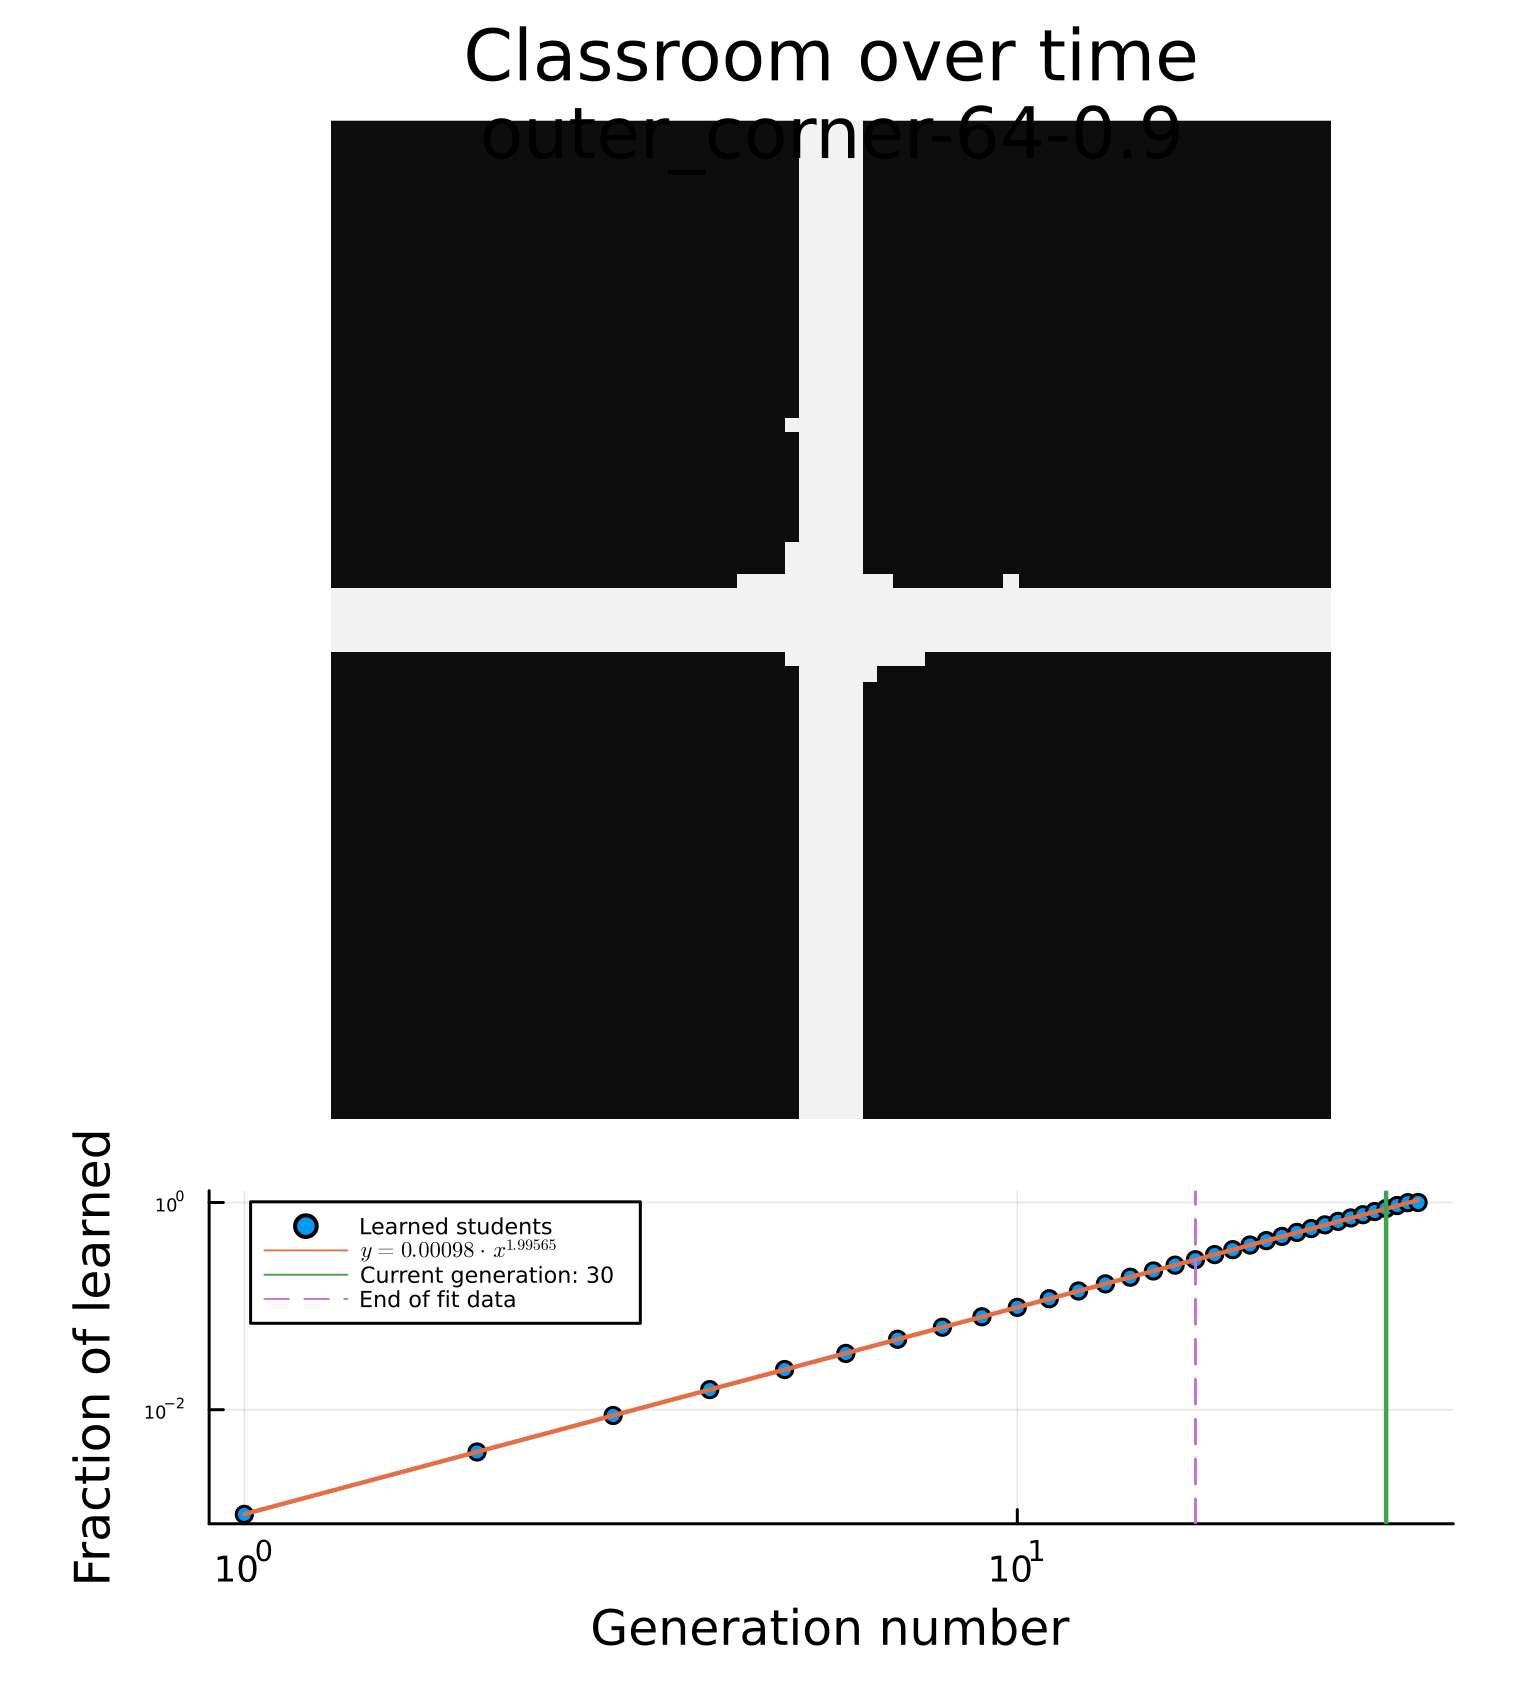 Classroom over time
outer_corner-64-0.9
Fraction of learned
10⁰
10⁻²
Learned students
y = 0.00098 · x^1.99565
Current generation: 30
End of fit data
10⁰
10¹
Generation number